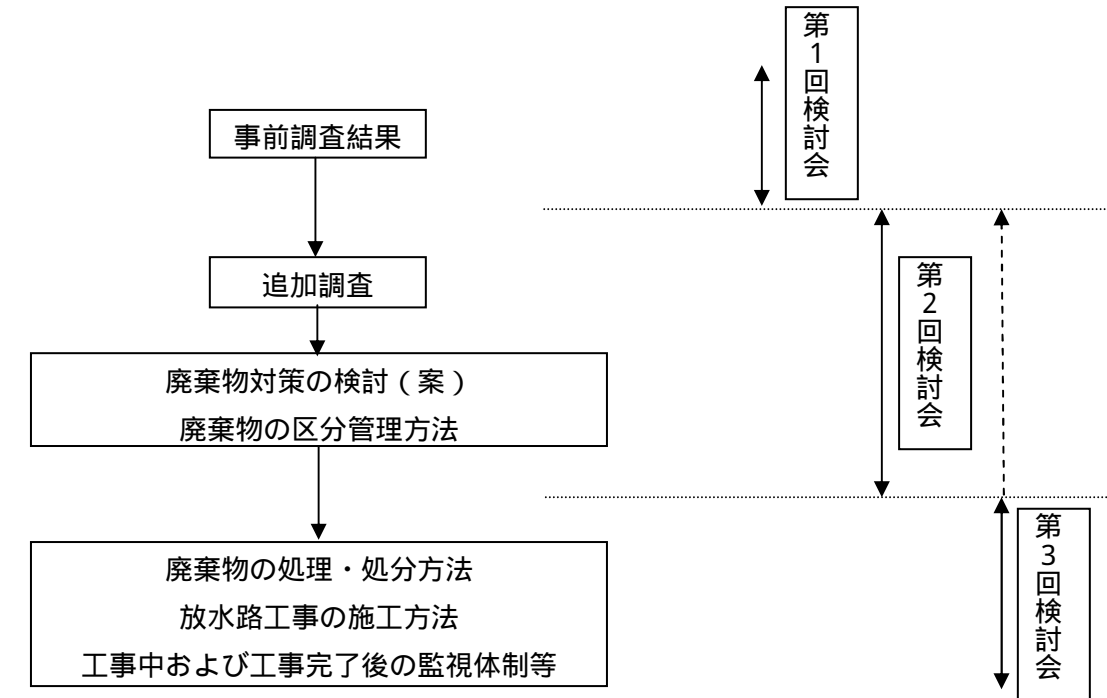 第1回検討会
事前調査結果
追加調査
第2回検討会
廃棄物対策の検討(案)
廃棄物の区分管理方法
廃棄物の処理・処分方法
放水路工事の施工方法
工事中および工事完了後の監視体制等
第3回検討会